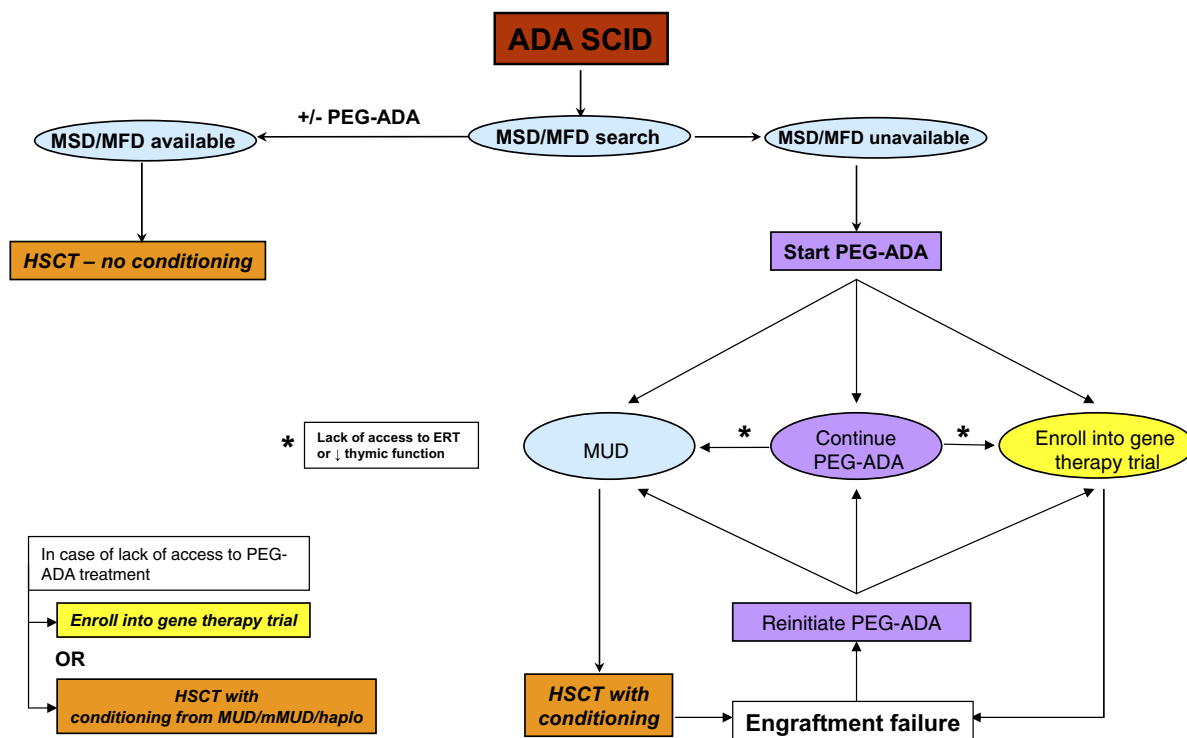 ADA SCID
+/- PEG-ADA
MSD/MFD available
MSD/MFD search
MSD/MFD unavailable
HSCT – no conditioning
Start PEG-ADA
* Lack of access to ERT
or ↓ thymic function
MUD
*
Continue
PEG-ADA
*
Enroll into gene
therapy trial
In case of lack of access to PEG-
ADA treatment
Enroll into gene therapy trial
OR
HSCT with
conditioning from MUD/mMUD/haplo
Reinitiate PEG-ADA
HSCT with
conditioning
Engraftment failure